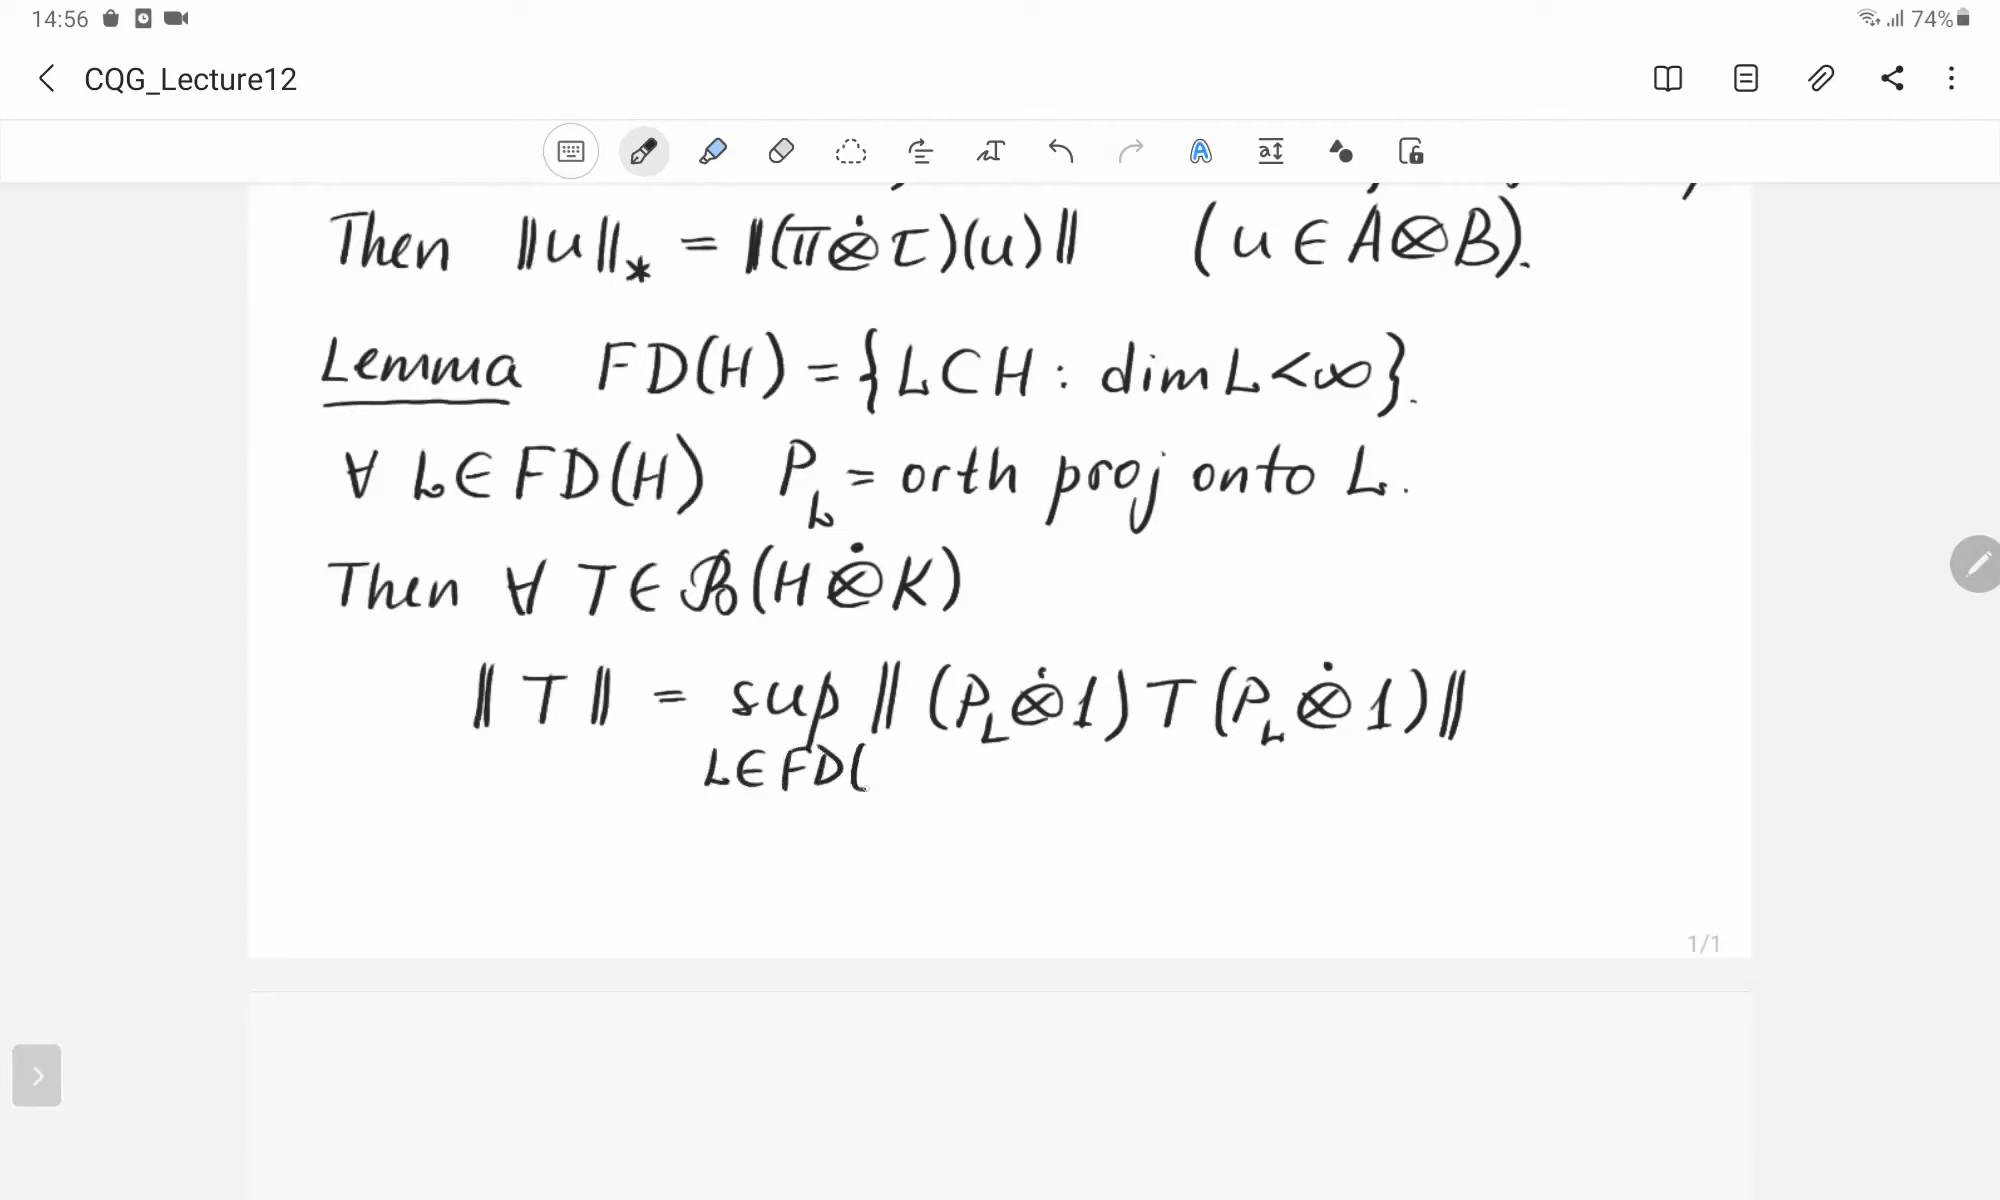 14:56 74%
CQG_Lecture12
Then ‖u‖_* = ‖(π ⊗̇ τ)(u)‖ (u ∈ A ⊗ B).
Lemma FD(H) = {L ⊂ H : dim L < ∞}.
∀ L ∈ FD(H) P_L = orth proj onto L.
Then ∀ T ∈ ℬ(H ⊗̇ K)
‖T‖ = sup ‖(P_L ⊗̇ 1) T (P_L ⊗̇ 1)‖
L ∈ FD(
1/1